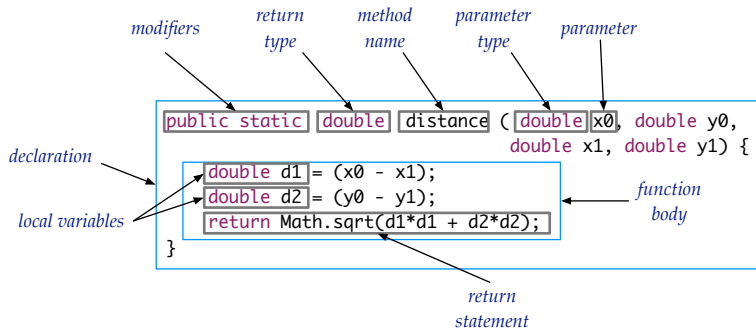 modifiers
return type
method name
parameter type
parameter
public static double distance ( double x0, double y0,
double x1, double y1) {
declaration
double d1 = (x0 - x1);
double d2 = (y0 - y1);
local variables
function body
return Math.sqrt(d1*d1 + d2*d2);
}
return statement